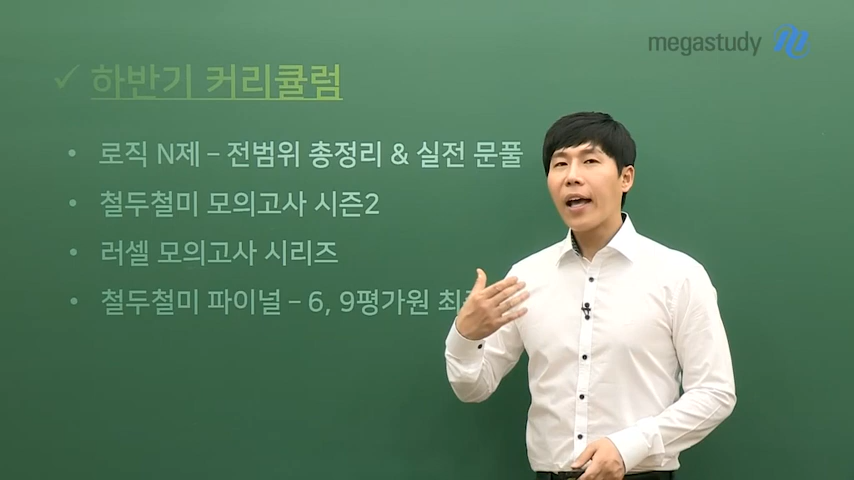 megastudy
✓ 하반기 커리큘럼
• 로직 N제 – 전범위 총정리 & 실전 문풀
• 철두철미 모의고사 시즌2
• 러셀 모의고사 시리즈
• 철두철미 파이널 – 6, 9평가원